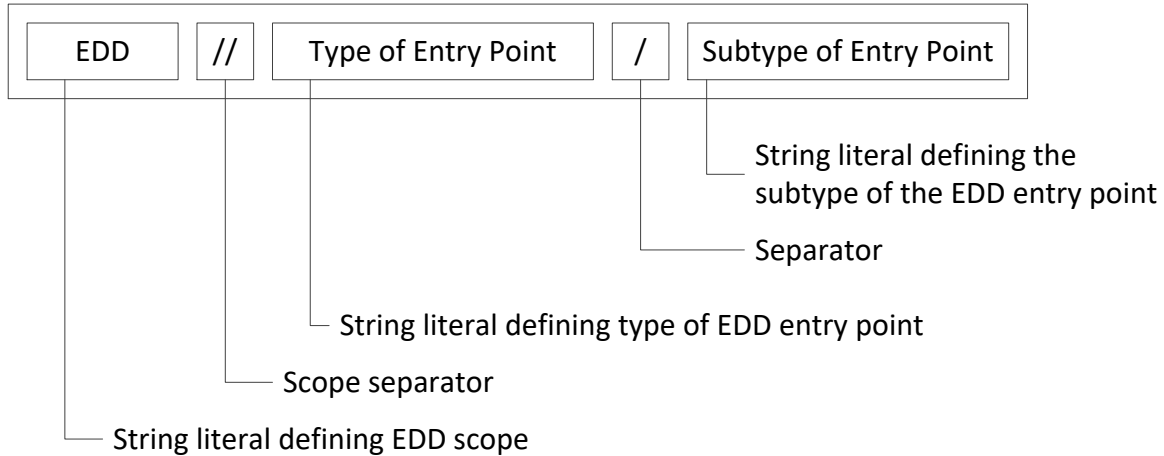 EDD // Type of Entry Point / Subtype of Entry Point
String literal defining the
subtype of the EDD entry point
Separator
String literal defining type of EDD entry point
Scope separator
String literal defining EDD scope